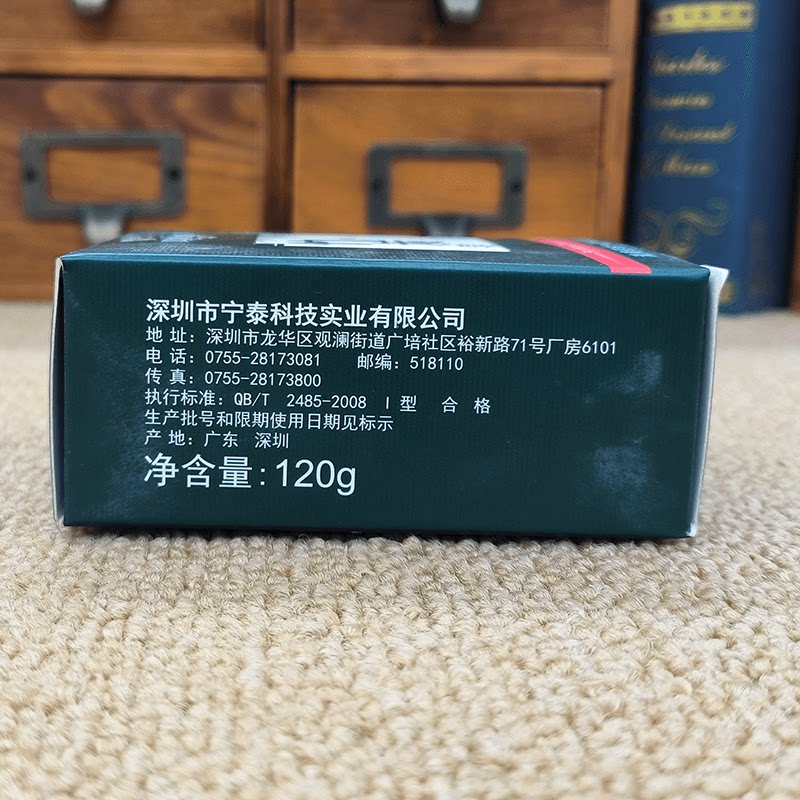 深圳市宁泰科技实业有限公司
地 址：深圳市龙华区观澜街道广培社区裕新路71号厂房6101
电 话：0755-28173081 邮编：518110
传 真：0755-28173800
执行标准：QB/T 2485-2008 I型 合 格
生产批号和限期使用日期见标示
产 地：广东 深圳
净含量：120g